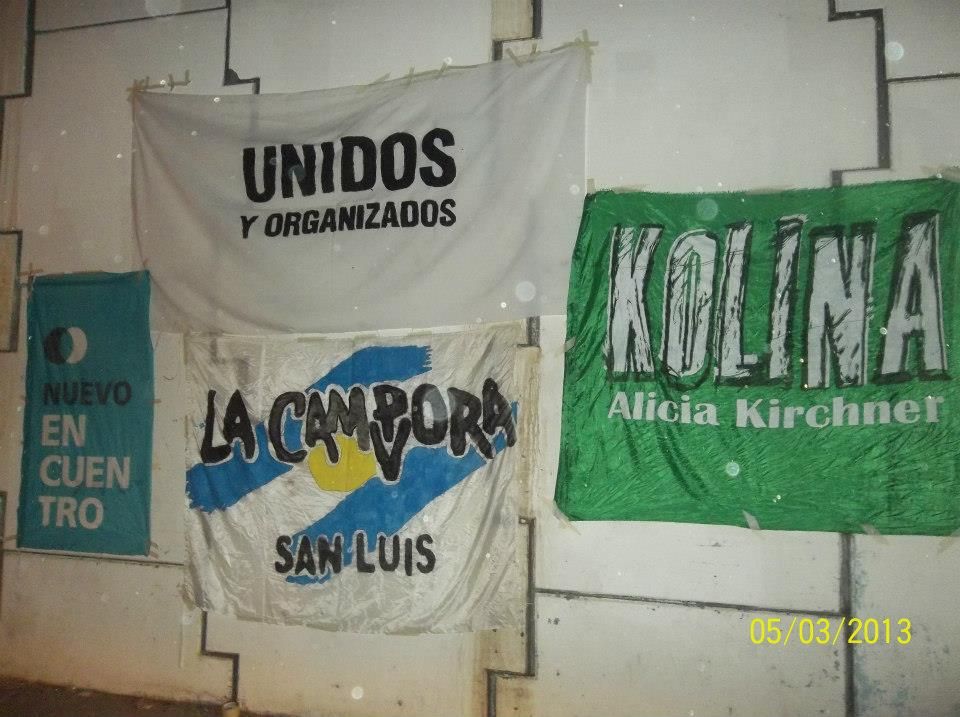 UNIDOS
Y ORGANIZADOS
NUEVO
EN
CUEN
TRO
LA CAMPORA
SAN LUIS
KOLINA
Alicia Kirchner
05/03/2013